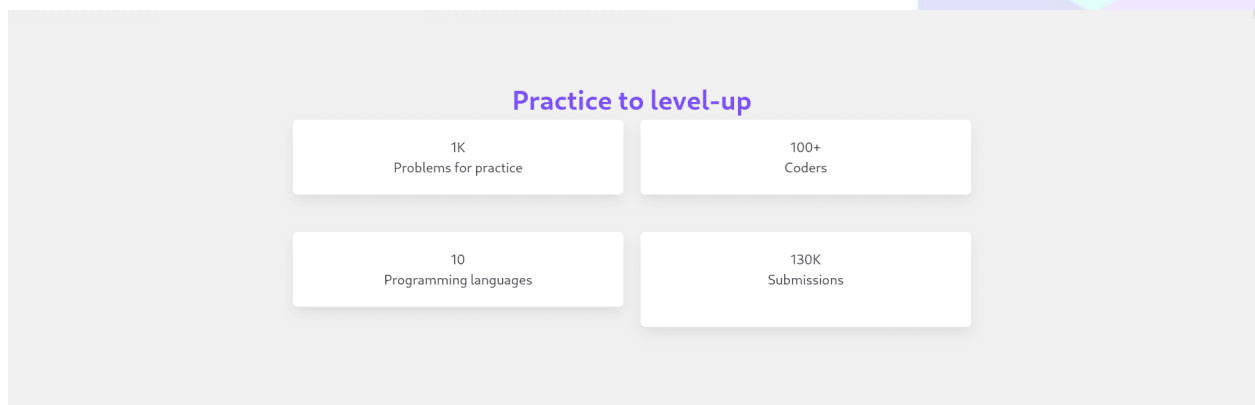 Practice to level-up
1K
Problems for practice
100+
Coders
10
Programming languages
130K
Submissions